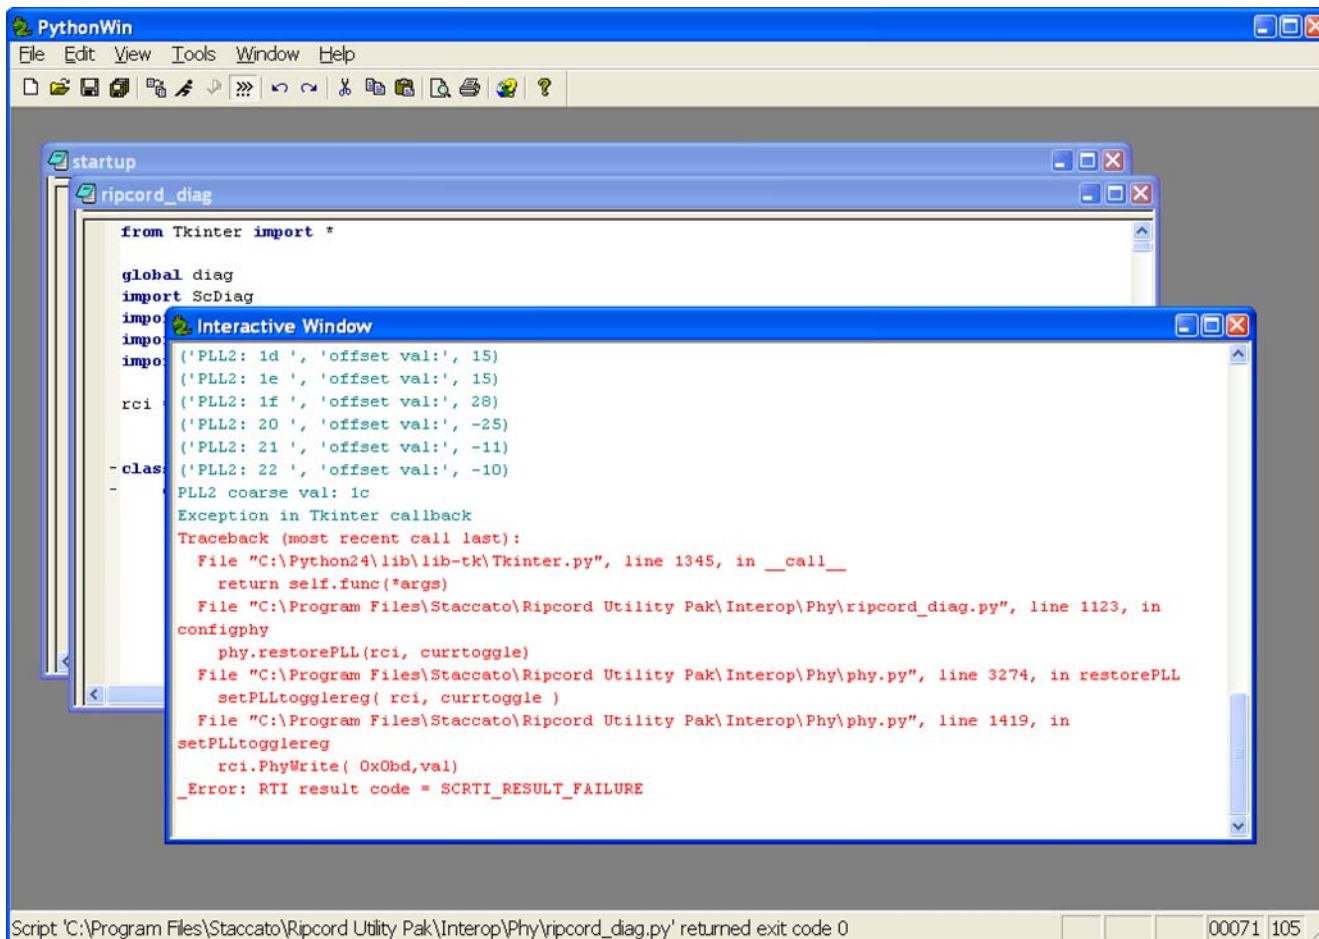 PythonWin
File Edit View Tools Window Help
startup
ripcord_diag
from Tkinter import *
global diag
import ScDiag
impo
impo
impo
rci =
clas
Interactive Window
('PLL2: 1d ', 'offset val:', 15)
('PLL2: 1e ', 'offset val:', 15)
('PLL2: 1f ', 'offset val:', 28)
('PLL2: 20 ', 'offset val:', -25)
('PLL2: 21 ', 'offset val:', -11)
('PLL2: 22 ', 'offset val:', -10)
PLL2 coarse val: 1c
Exception in Tkinter callback
Traceback (most recent call last):
File "C:\Python24\lib\lib-tk\Tkinter.py", line 1345, in __call__
return self.func(*args)
File "C:\Program Files\Staccato\Ripcord Utility Pak\Interop\Phy\ripcord_diag.py", line 1123, in
configphy
phy.restorePLL(rci, currtoggle)
File "C:\Program Files\Staccato\Ripcord Utility Pak\Interop\Phy\phy.py", line 3274, in restorePLL
setPLLtogglereg( rci, currtoggle )
File "C:\Program Files\Staccato\Ripcord Utility Pak\Interop\Phy\phy.py", line 1419, in
setPLLtogglereg
rci.PhyWrite( 0x0bd,val)
_Error: RTI result code = SCRTI_RESULT_FAILURE
Script 'C:\Program Files\Staccato\Ripcord Utility Pak\Interop\Phy\ripcord_diag.py' returned exit code 0
00071 105